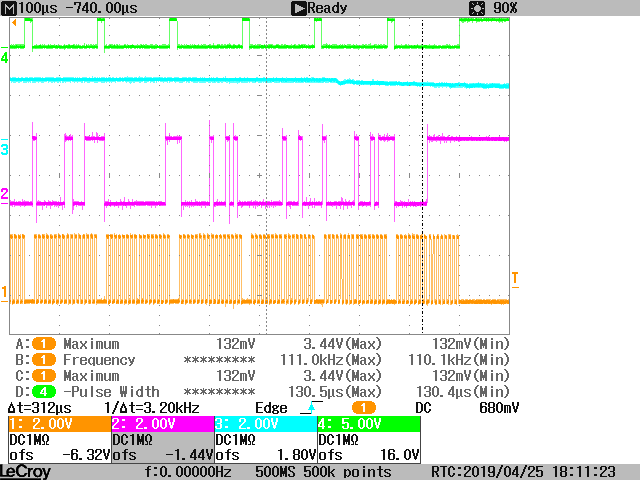 M 100µs -740.00µs Ready 90%
4
3
2
T
1
A: 1 Maximum 132mV 3.44V(Max) 132mV(Min)
B: 1 Frequency ********* 111.0kHz(Max) 110.1kHz(Min)
C: 1 Maximum 132mV 3.44V(Max) 132mV(Min)
D: 4 -Pulse Width ********* 130.5µs(Max) 130.4µs(Min)
Δt=312µs 1/Δt=3.20kHz Edge 1 DC 680mV
1: 2.00V 2: 2.00V 3: 2.00V 4: 5.00V
DC1MΩ DC1MΩ DC1MΩ DC1MΩ
ofs -6.32V ofs -1.44V ofs 1.80V ofs 16.0V
LeCroy f:0.00000Hz 500MS 500k points RTC:2019/04/25 18:11:23